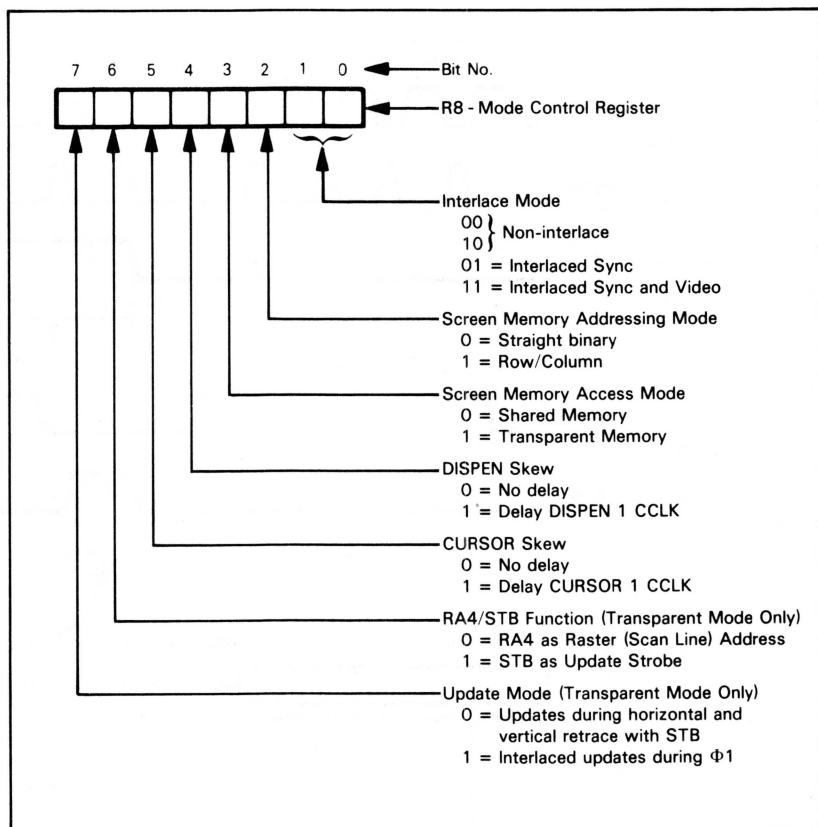 7 6 5 4 3 2 1 0 Bit No.
R8 - Mode Control Register
Interlace Mode
00
10 } Non-interlace
01 = Interlaced Sync
11 = Interlaced Sync and Video
Screen Memory Addressing Mode
0 = Straight binary
1 = Row/Column
Screen Memory Access Mode
0 = Shared Memory
1 = Transparent Memory
DISPEN Skew
0 = No delay
1 = Delay DISPEN 1 CCLK
CURSOR Skew
0 = No delay
1 = Delay CURSOR 1 CCLK
RA4/STB Function (Transparent Mode Only)
0 = RA4 as Raster (Scan Line) Address
1 = STB as Update Strobe
Update Mode (Transparent Mode Only)
0 = Updates during horizontal and
vertical retrace with STB
1 = Interlaced updates during Φ1